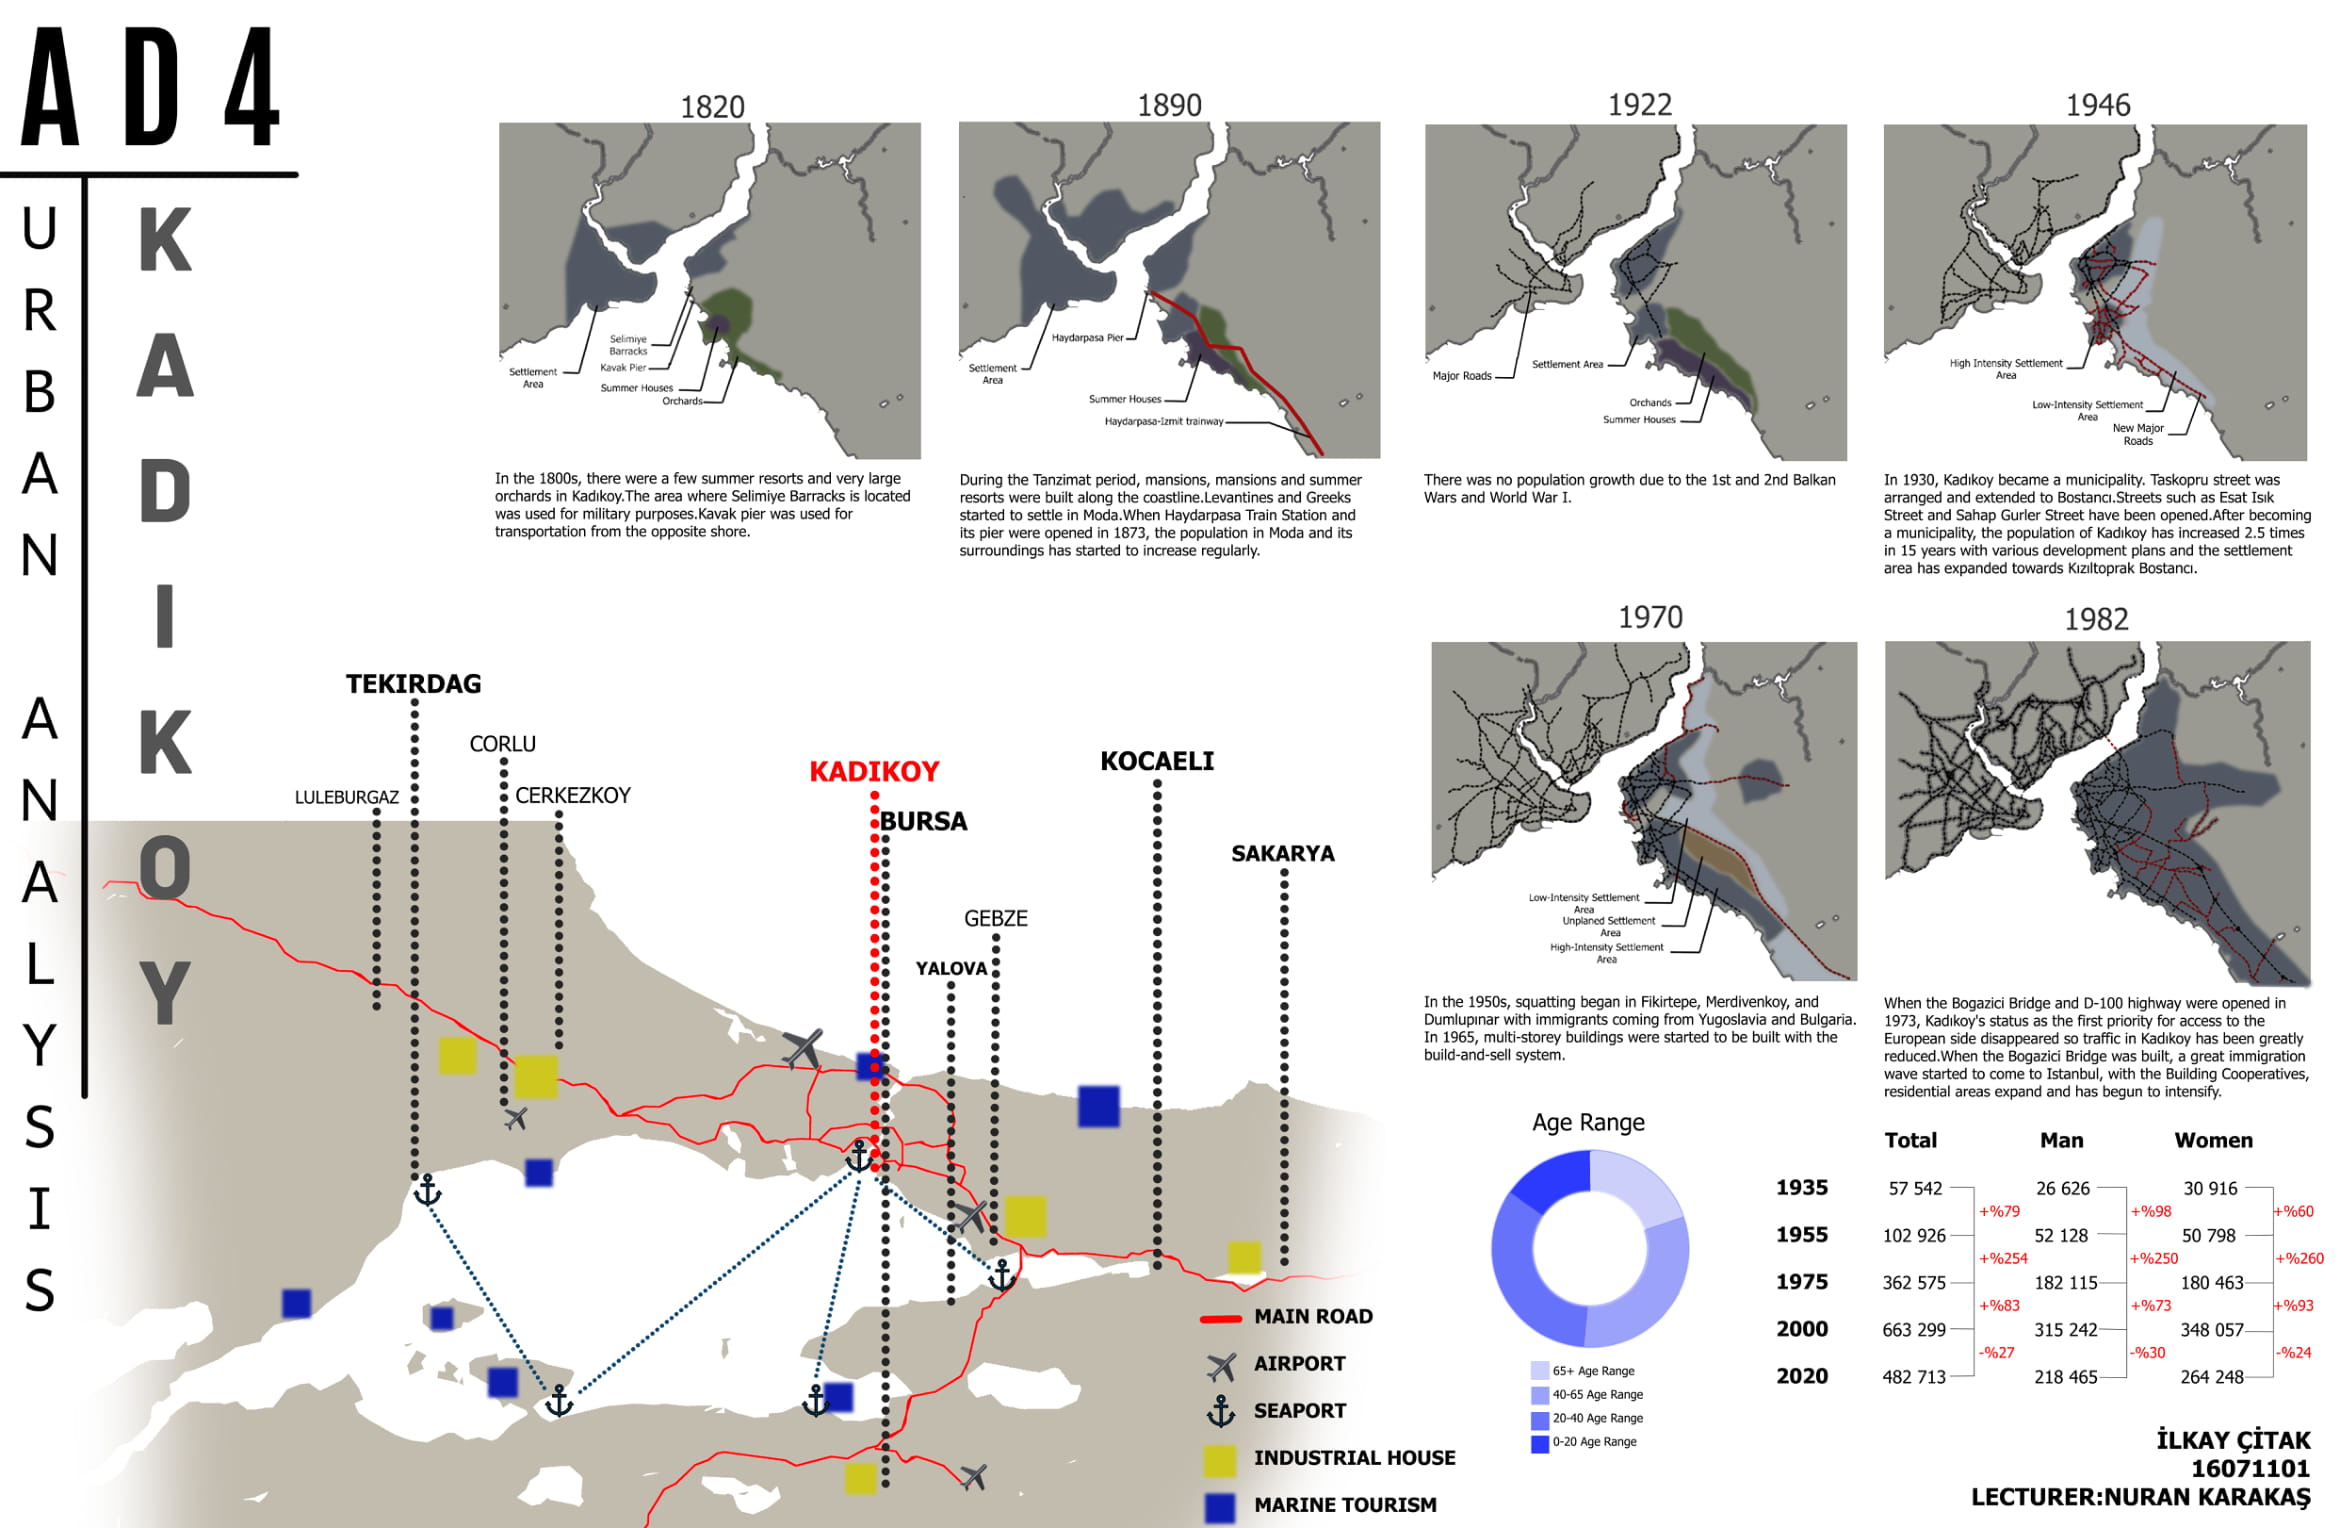 AD4
URBAN ANALYSIS
KADIKOY
1820
Selimiye
Barracks
Kavak Pier
Settlement
Area
Summer Houses
Orchards
In the 1800s, there were a few summer resorts and very large
orchards in Kadıkoy.The area where Selimiye Barracks is located
was used for military purposes.Kavak pier was used for
transportation from the opposite shore.
1890
Haydarpasa Pier
Settlement
Area
Summer Houses
Haydarpasa-Izmit trainway
During the Tanzimat period, mansions, mansions and summer
resorts were built along the coastline.Levantines and Greeks
started to settle in Moda.When Haydarpasa Train Station and
its pier were opened in 1873, the population in Moda and its
surroundings has started to increase regularly.
1922
Settlement Area
Major Roads
Orchands
Summer Houses
There was no population growth due to the 1st and 2nd Balkan
Wars and World War I.
1946
High Intensity Settlement
Area
Low-Intensity Settlement
Area
New Major
Roads
In 1930, Kadıkoy became a municipality. Taskopru street was
arranged and extended to Bostancı.Streets such as Esat Isık
Street and Sahap Gurler Street have been opened.After becoming
a municipality, the population of Kadıkoy has increased 2.5 times
in 15 years with various development plans and the settlement
area has expanded towards Kızıltoprak Bostancı.
1970
Low-Intensity Settlement
Area
Unplaned Settlement
Area
High-Intensity Settlement
Area
In the 1950s, squatting began in Fikirtepe, Merdivenkoy, and
Dumlupınar with immigrants coming from Yugoslavia and Bulgaria.
In 1965, multi-storey buildings were started to be built with the
build-and-sell system.
1982
When the Bogazici Bridge and D-100 highway were opened in
1973, Kadıkoy's status as the first priority for access to the
European side disappeared so traffic in Kadıkoy has been greatly
reduced.When the Bogazici Bridge was built, a great immigration
wave started to come to Istanbul, with the Building Cooperatives,
residential areas expand and has begun to intensify.
TEKIRDAG
CORLU
LULEBURGAZ
CERKEZKOY
KADIKOY
BURSA
KOCAELI
SAKARYA
GEBZE
YALOVA
MAIN ROAD
AIRPORT
SEAPORT
INDUSTRIAL HOUSE
MARINE TOURISM
Age Range
65+ Age Range
40-65 Age Range
20-40 Age Range
0-20 Age Range
Total Man Women
1935 57 542 26 626 30 916
+%79 +%98 +%60
1955 102 926 52 128 50 798
+%254 +%250 +%260
1975 362 575 182 115 180 463
+%83 +%73 +%93
2000 663 299 315 242 348 057
-%27 -%30 -%24
2020 482 713 218 465 264 248
İLKAY ÇİTAK
16071101
LECTURER:NURAN KARAKAŞ